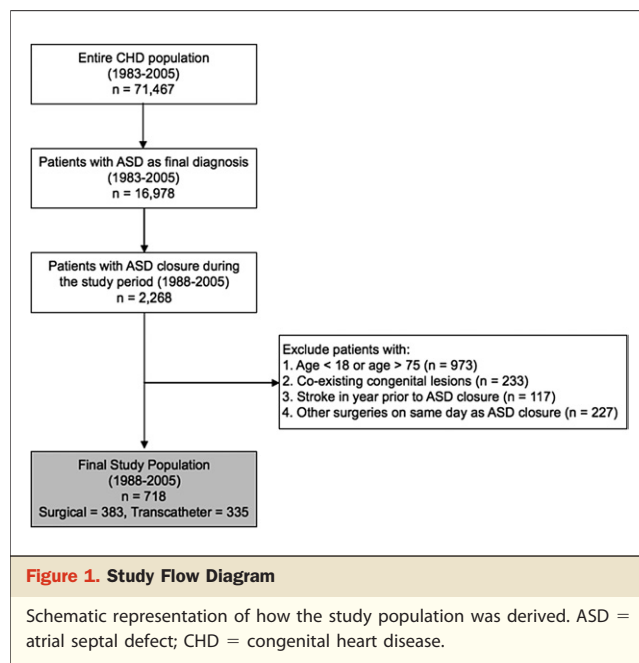 Entire CHD population
(1983-2005)
n = 71,467
Patients with ASD as final diagnosis
(1983-2005)
n = 16,978
Patients with ASD closure during
the study period (1988-2005)
n = 2,268
Exclude patients with:
1. Age < 18 or age > 75 (n = 973)
2. Co-existing congenital lesions (n = 233)
3. Stroke in year prior to ASD closure (n = 117)
4. Other surgeries on same day as ASD closure (n = 227)
Final Study Population
(1988-2005)
n = 718
Surgical = 383, Transcatheter = 335
Figure 1. Study Flow Diagram
Schematic representation of how the study population was derived. ASD =
atrial septal defect; CHD = congenital heart disease.